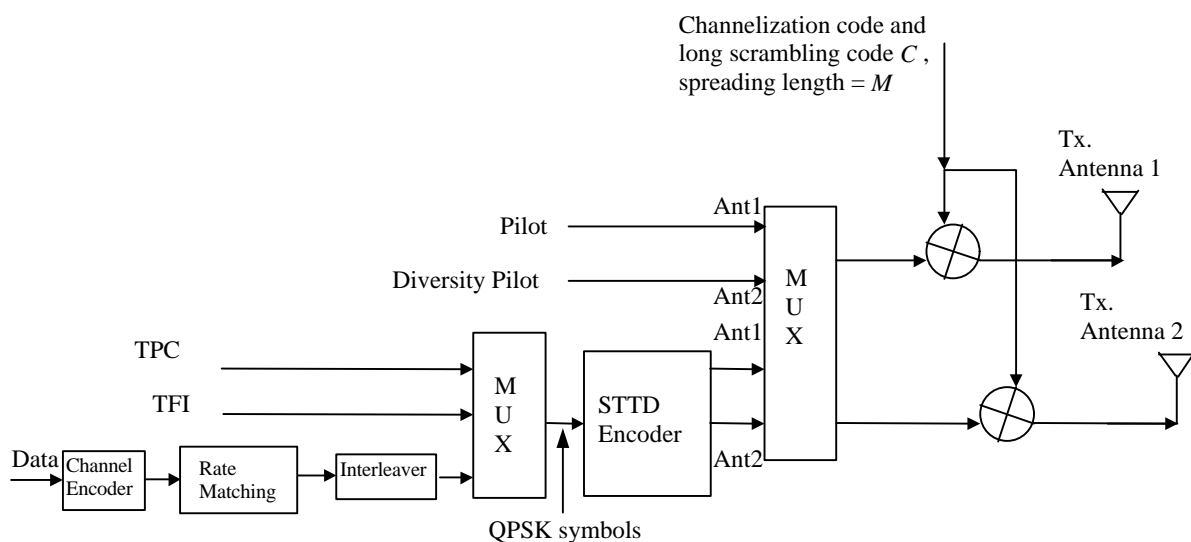 Channelization code and
long scrambling code C ,
spreading length = M
Tx.
Antenna 1
Pilot
Ant1
Diversity Pilot
Ant2
M
U
X
Tx.
Antenna 2
Ant1
TPC
TFI
M
U
X
STTD
Encoder
Ant2
Data
Channel
Encoder
Rate
Matching
Interleaver
QPSK symbols